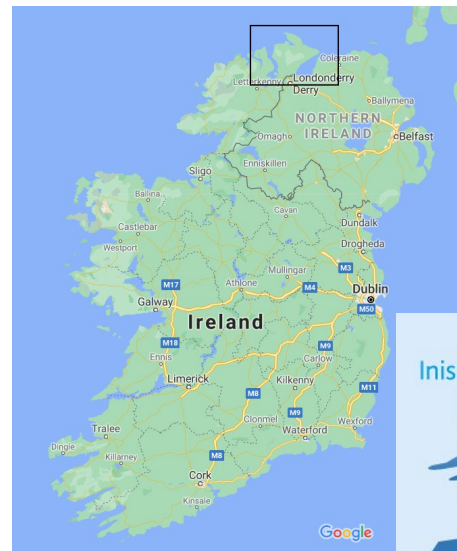 Coleraine
Letterkenny
Londonderry
Derry
Ballymena
NORTHERN
IRELAND
Omagh
Belfast
Enniskillen
Sligo
Ballina
Cavan
Dundalk
Castlebar
Drogheda
Westport
Mullingar
M3
M17
Athlone
M4
Dublin
Galway
M50
Ireland
M18
M9
Ennis
Carlow
Inis
Limerick
Kilkenny
M11
M8
Tralee
Clonmel
M9
Wexford
Dingle
Waterford
Killarney
M8
Cork
Kinsale
Google